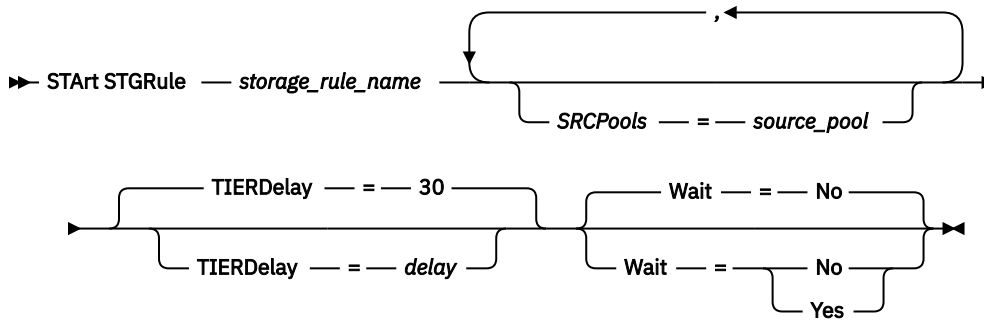 ,
STArt STGRule storage_rule_name
SRCPools = source_pool
TIERDelay = 30 Wait = No
TIERDelay = delay Wait = No
Yes